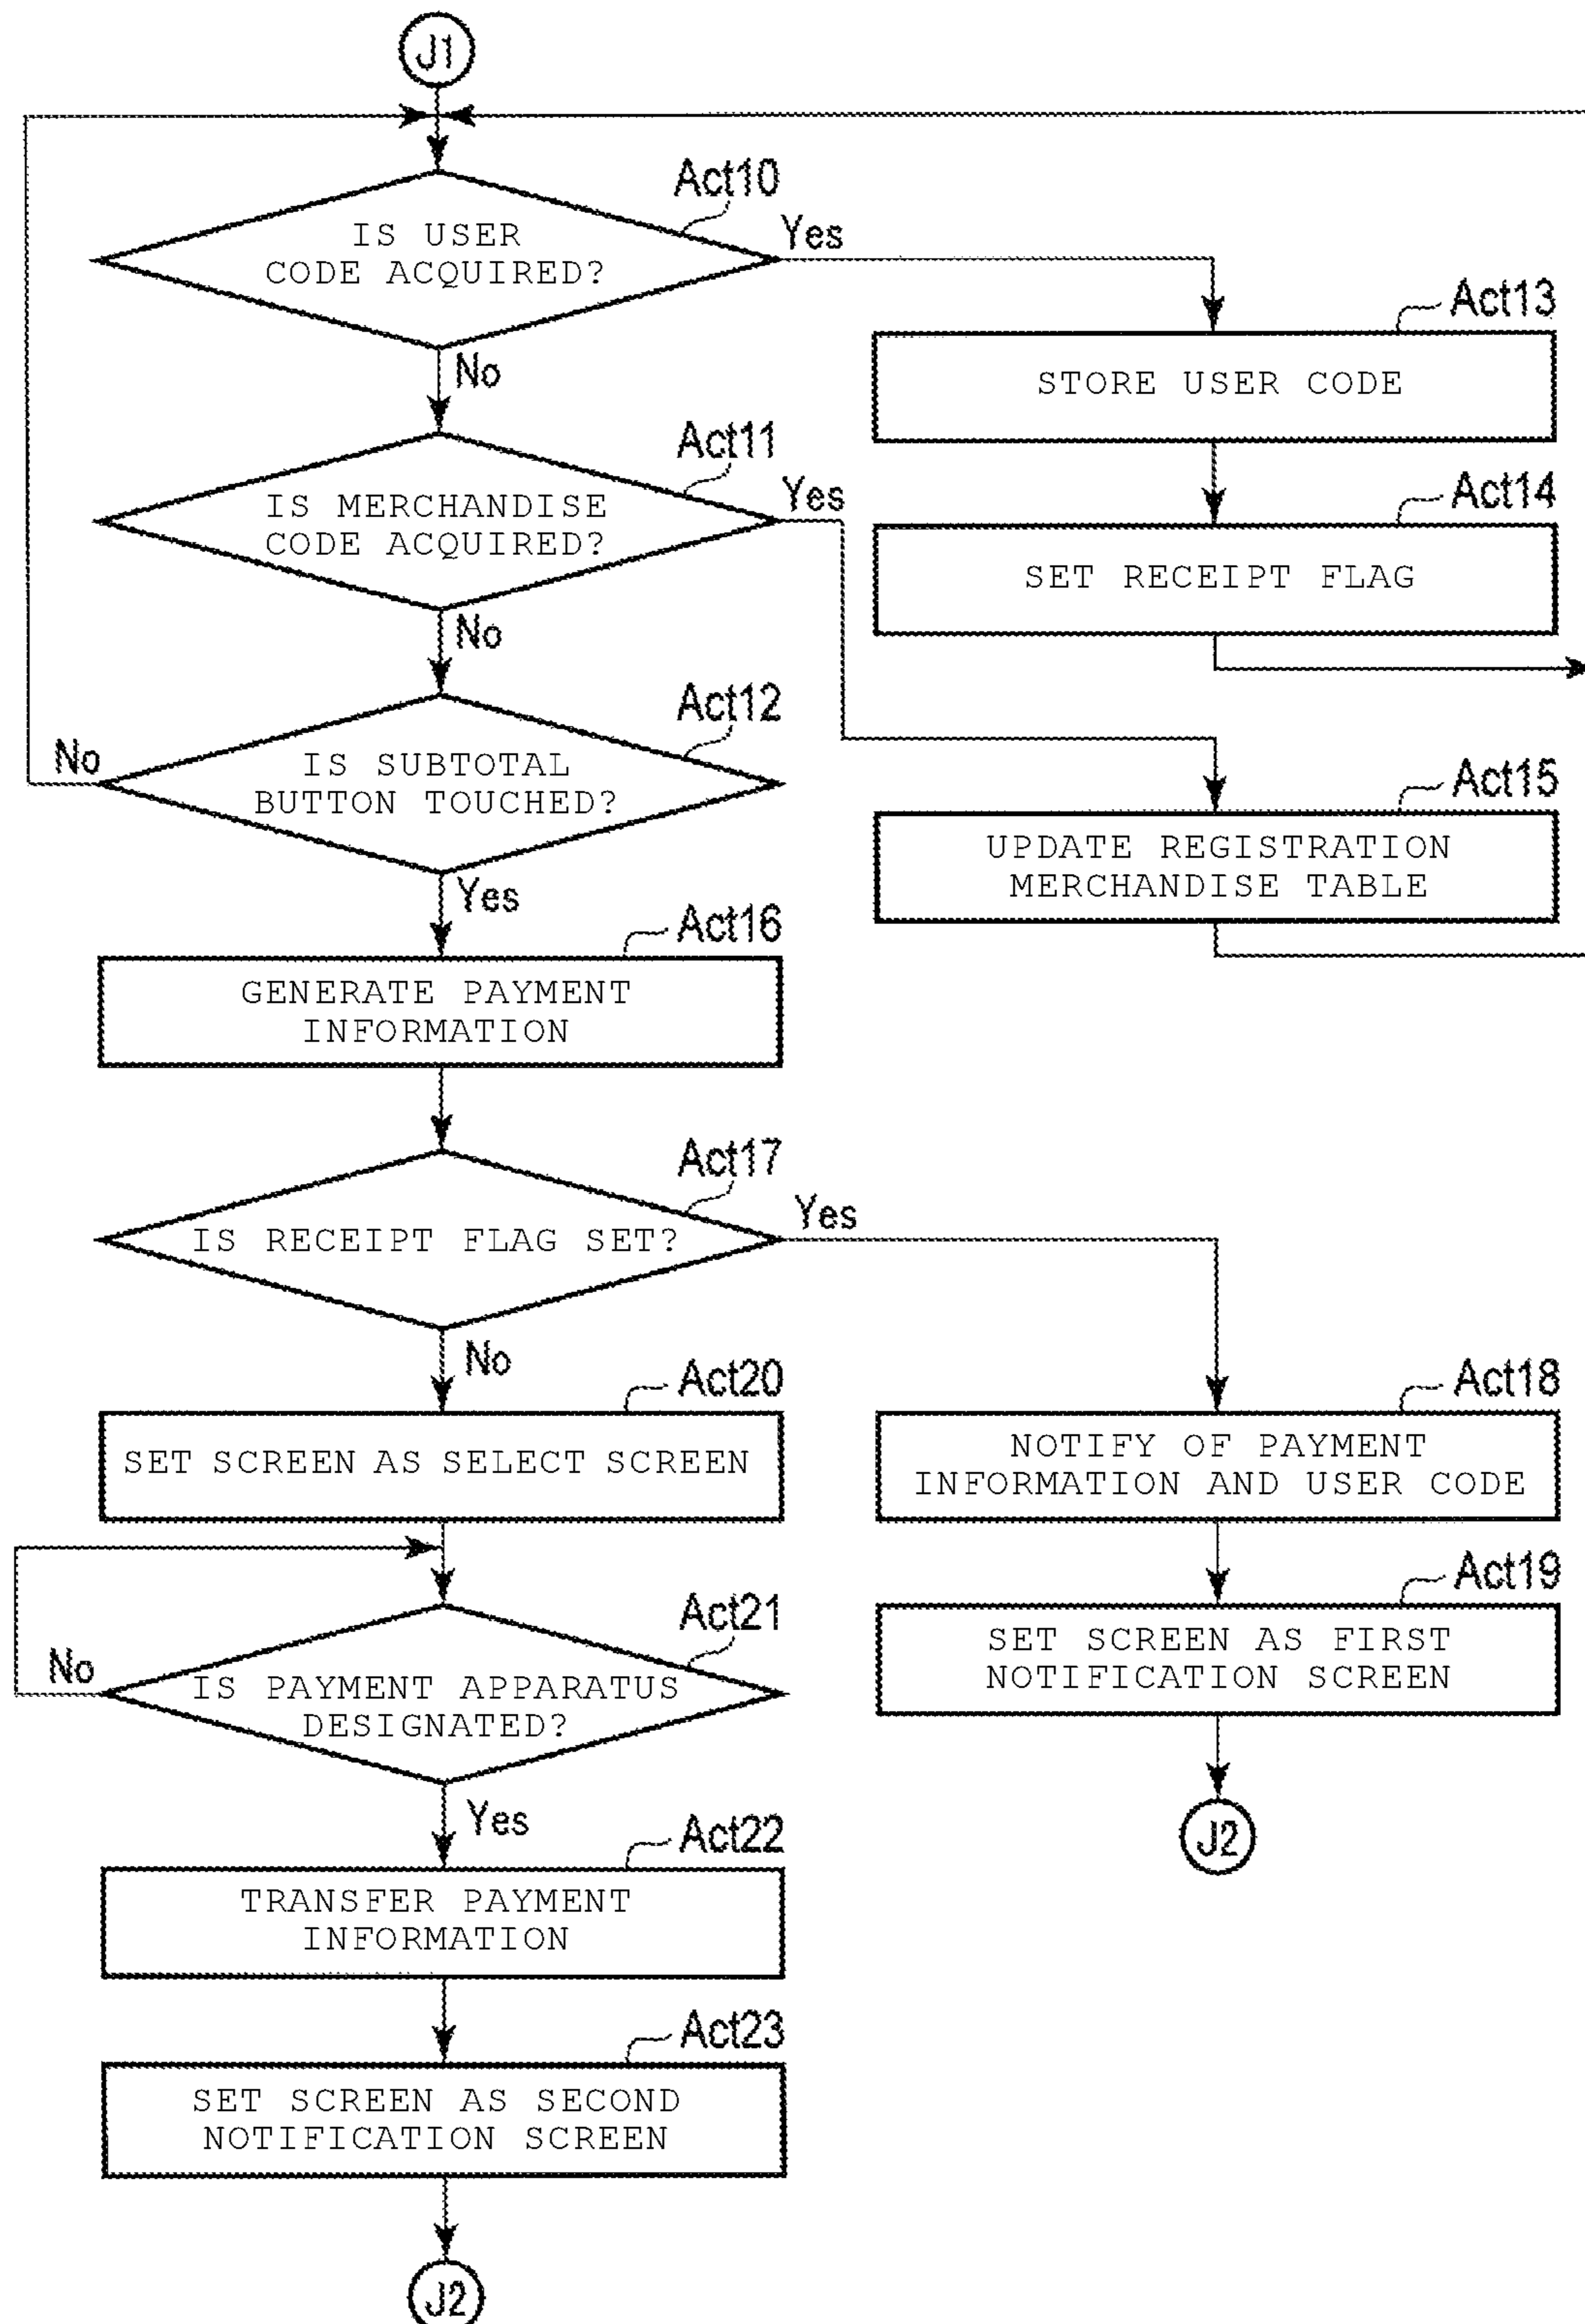 J1
Act10
IS USER
CODE ACQUIRED?
Yes
No
Act13
STORE USER CODE
Act11
IS MERCHANDISE
CODE ACQUIRED?
Yes
No
Act14
SET RECEIPT FLAG
Act12
IS SUBTOTAL
BUTTON TOUCHED?
No
Yes
Act15
UPDATE REGISTRATION
MERCHANDISE TABLE
Act16
GENERATE PAYMENT
INFORMATION
Act17
IS RECEIPT FLAG SET?
Yes
No
Act20
SET SCREEN AS SELECT SCREEN
Act18
NOTIFY OF PAYMENT
INFORMATION AND USER CODE
Act19
SET SCREEN AS FIRST
NOTIFICATION SCREEN
J2
Act21
IS PAYMENT APPARATUS
DESIGNATED?
No
Yes
Act22
TRANSFER PAYMENT
INFORMATION
Act23
SET SCREEN AS SECOND
NOTIFICATION SCREEN
J2